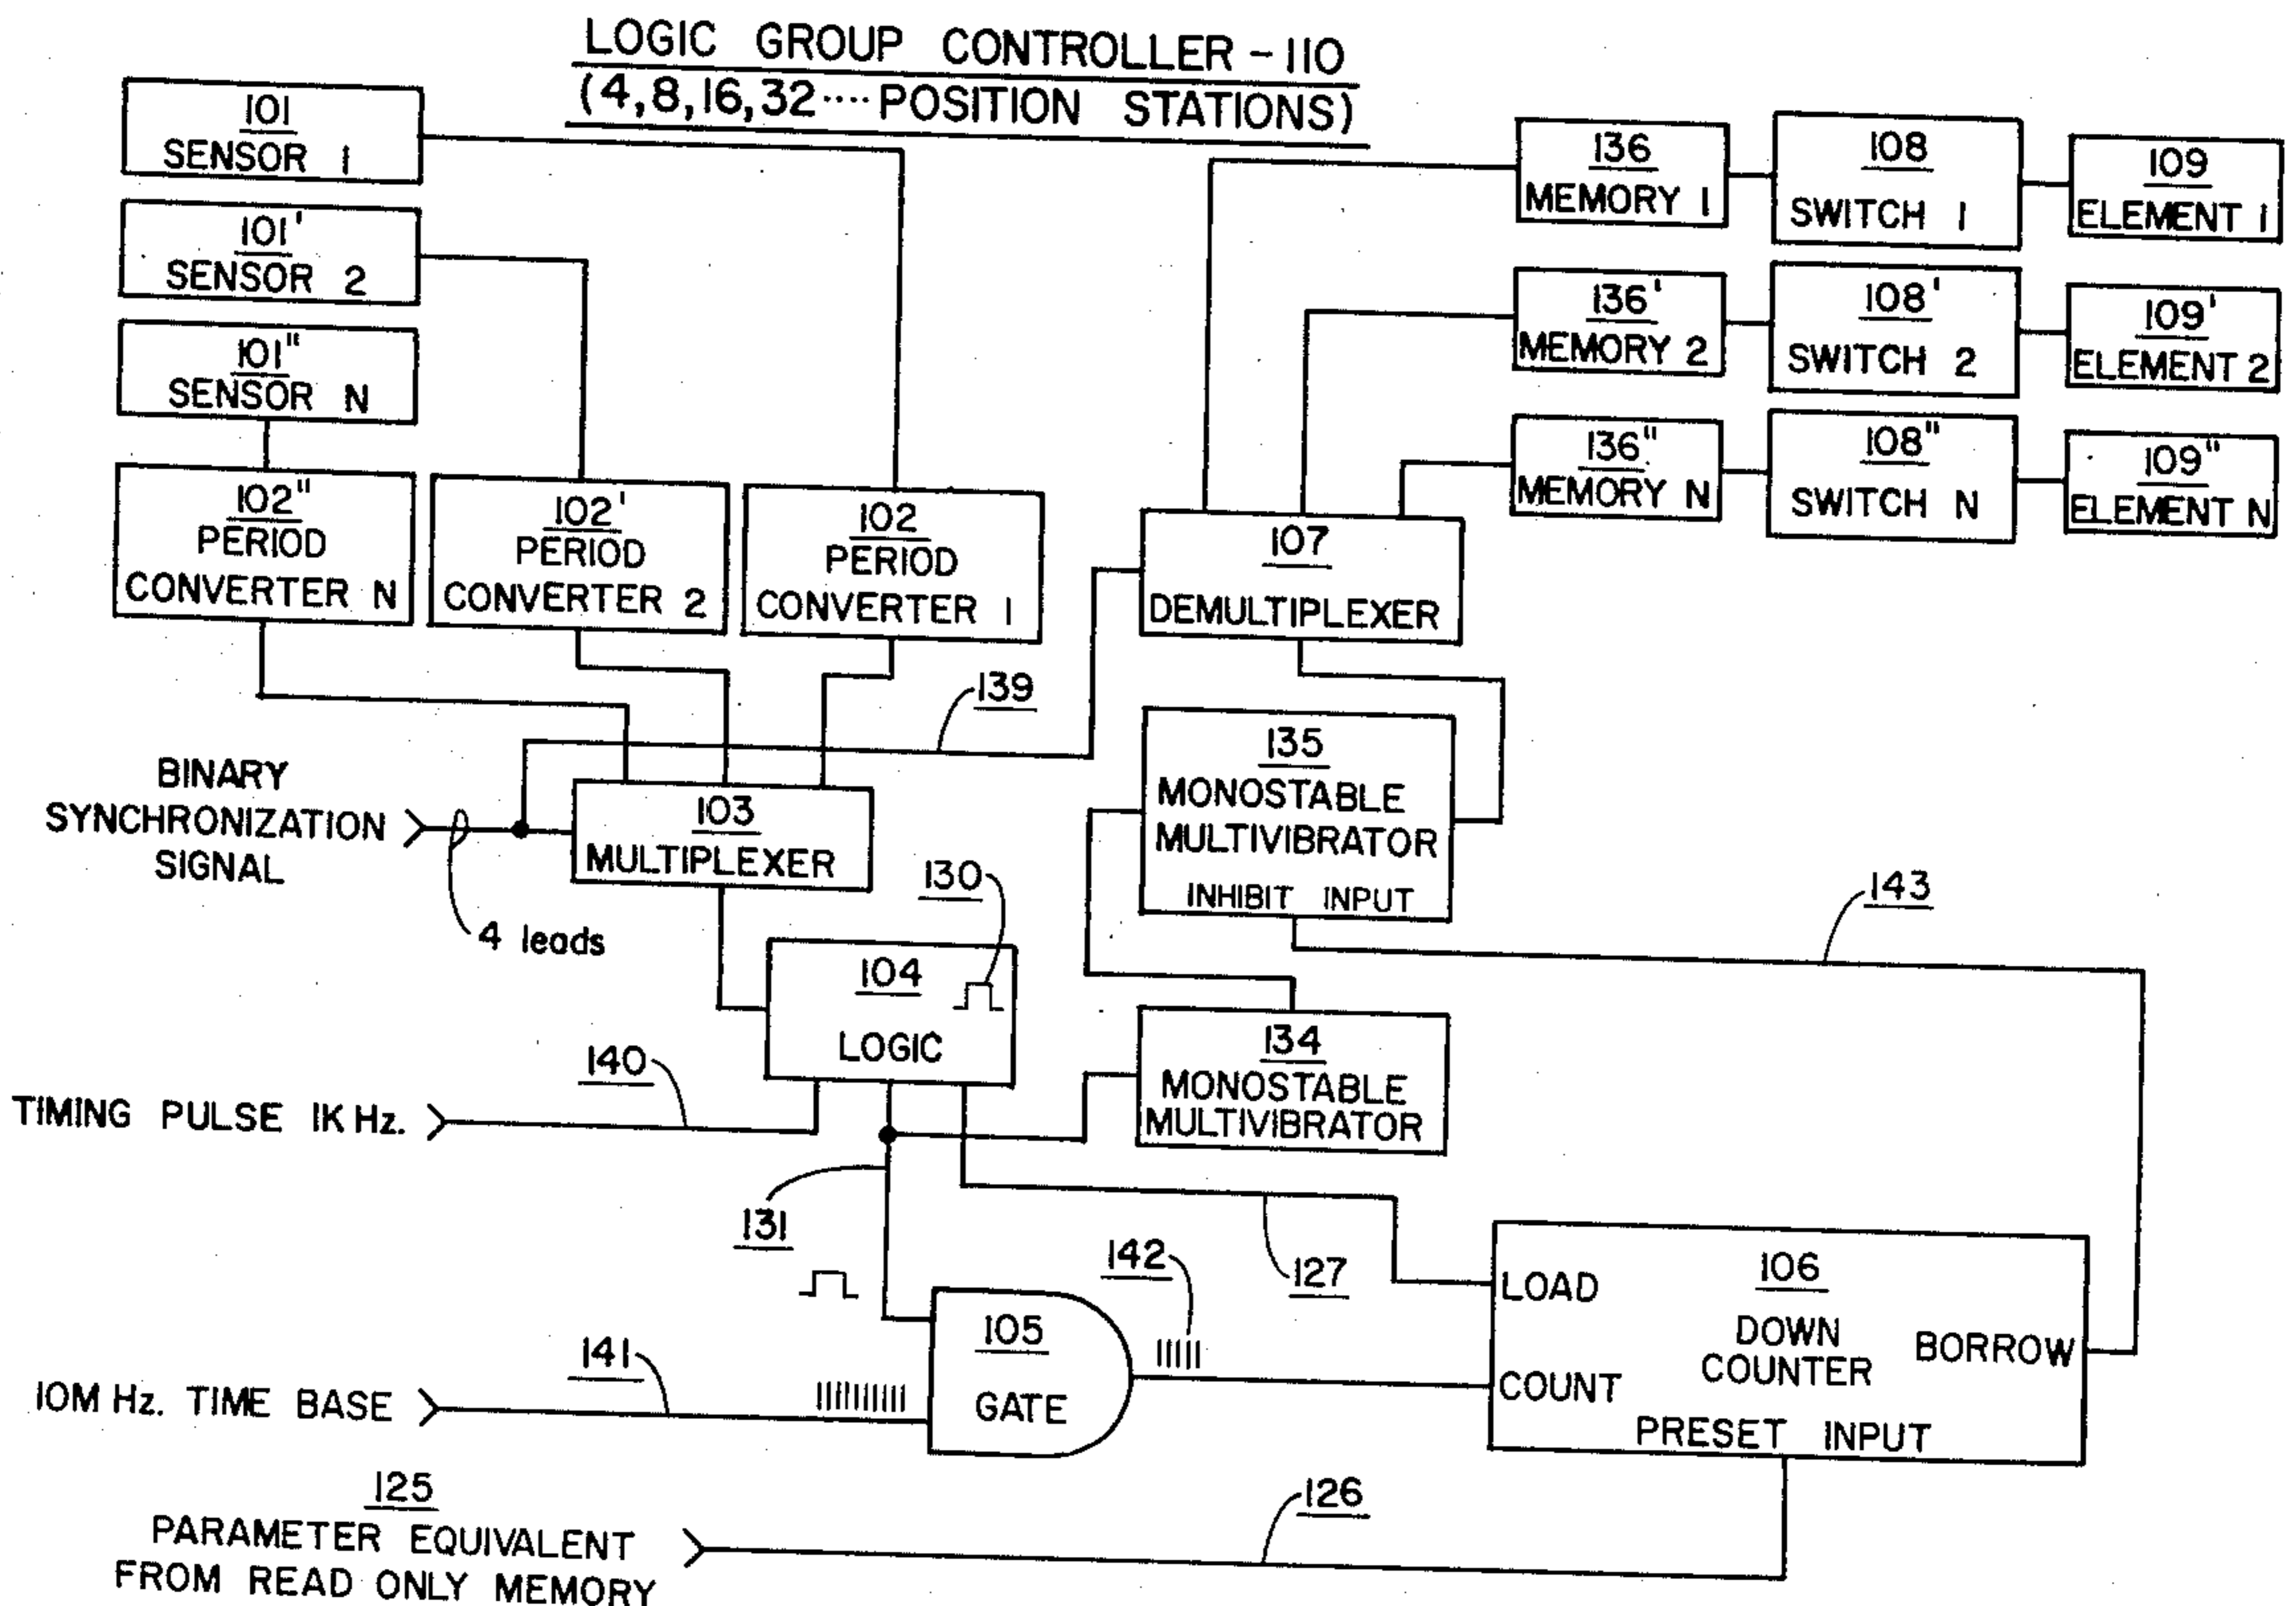 LOGIC GROUP CONTROLLER - 110
(4,8,16,32····POSITION STATIONS)
101
SENSOR 1
101'
SENSOR 2
101"
SENSOR N
102"
PERIOD
CONVERTER N
102'
PERIOD
CONVERTER 2
102
PERIOD
CONVERTER 1
136
MEMORY 1
108
SWITCH 1
109
ELEMENT 1
136'
MEMORY 2
108'
SWITCH 2
109'
ELEMENT 2
136"
MEMORY N
108"
SWITCH N
109"
ELEMENT N
107
DEMULTIPLEXER
139
BINARY
SYNCHRONIZATION
SIGNAL
4 leads
103
MULTIPLEXER
135
MONOSTABLE
MULTIVIBRATOR
INHIBIT INPUT
143
130
104
LOGIC
134
MONOSTABLE
MULTIVIBRATOR
140
TIMING PULSE 1K Hz.
131
127
142
105
GATE
141
10M Hz. TIME BASE
LOAD
106
DOWN
COUNTER
BORROW
COUNT
PRESET INPUT
125
PARAMETER EQUIVALENT
FROM READ ONLY MEMORY
126